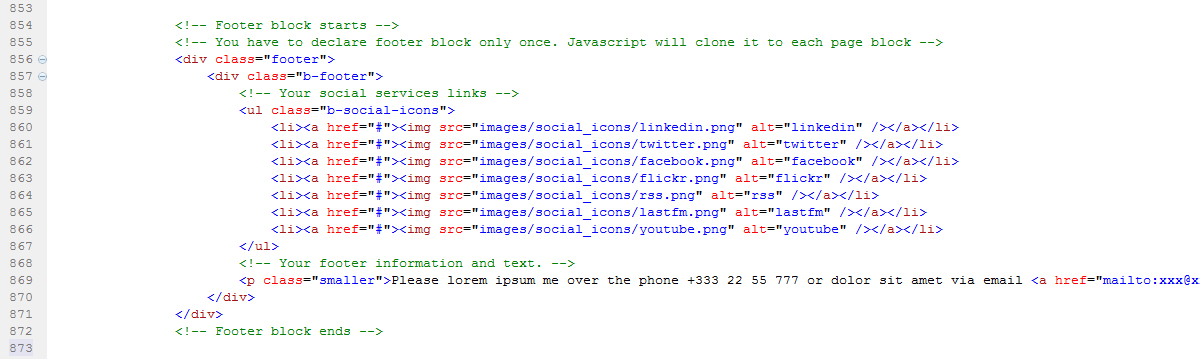 853
854 <!-- Footer block starts -->
855 <!-- You have to declare footer block only once. Javascript will clone it to each page block -->
856 <div class="footer">
857 <div class="b-footer">
858 <!-- Your social services links -->
859 <ul class="b-social-icons">
860 <li><a href="#"><img src="images/social_icons/linkedin.png" alt="linkedin" /></a></li>
861 <li><a href="#"><img src="images/social_icons/twitter.png" alt="twitter" /></a></li>
862 <li><a href="#"><img src="images/social_icons/facebook.png" alt="facebook" /></a></li>
863 <li><a href="#"><img src="images/social_icons/flickr.png" alt="flickr" /></a></li>
864 <li><a href="#"><img src="images/social_icons/rss.png" alt="rss" /></a></li>
865 <li><a href="#"><img src="images/social_icons/lastfm.png" alt="lastfm" /></a></li>
866 <li><a href="#"><img src="images/social_icons/youtube.png" alt="youtube" /></a></li>
867 </ul>
868 <!-- Your footer information and text. -->
869 <p class="smaller">Please lorem ipsum me over the phone +333 22 55 777 or dolor sit amet via email <a href="mailto:xxx@x
870 </div>
871 </div>
872 <!-- Footer block ends -->
873